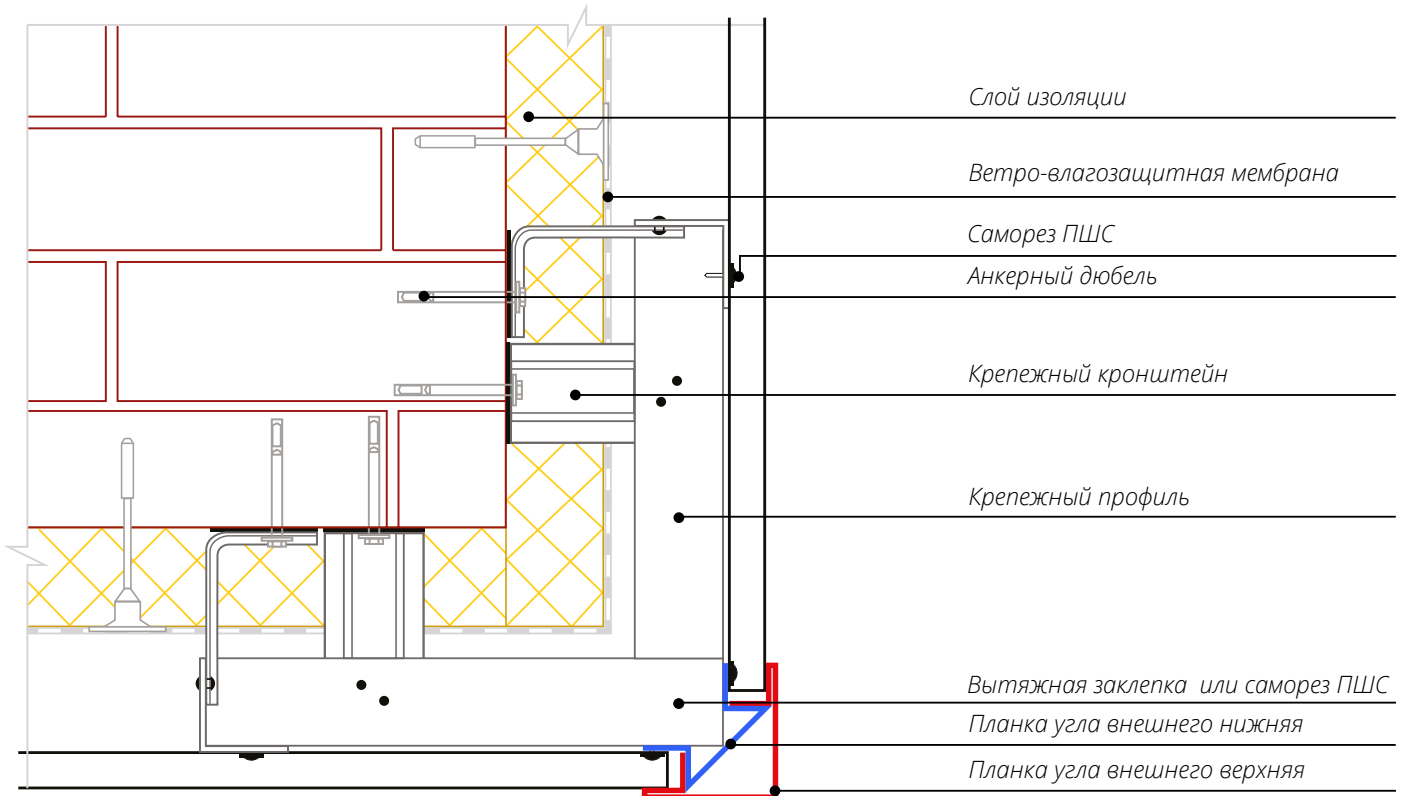 Слой изоляции
Ветро-влагозащитная мембрана
Саморез ПШС
Анкерный дюбель
Крепежный кронштейн
Крепежный профиль
Вытяжная заклепка или саморез ПШС
Планка угла внешнего нижняя
Планка угла внешнего верхняя